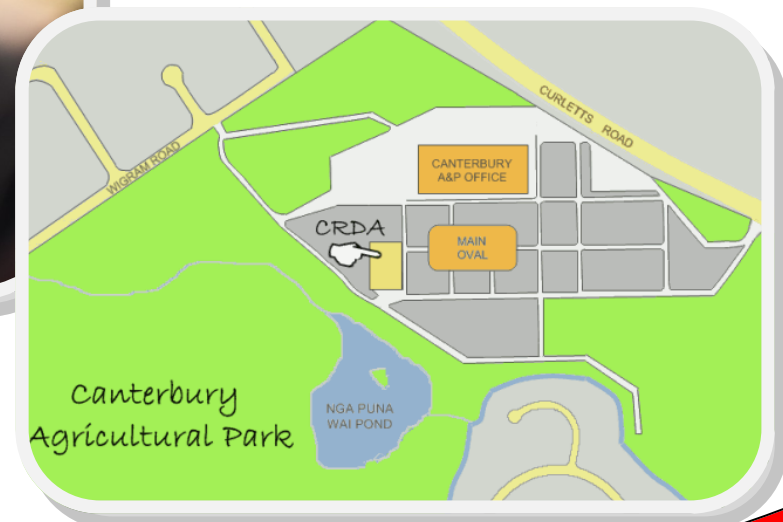 CURLETTS ROAD
WIGRAM ROAD
CANTERBURY
A&P OFFICE
CRDA
MAIN
OVAL
Canterbury
Agricultural Park
NGA PUNA
WAI POND